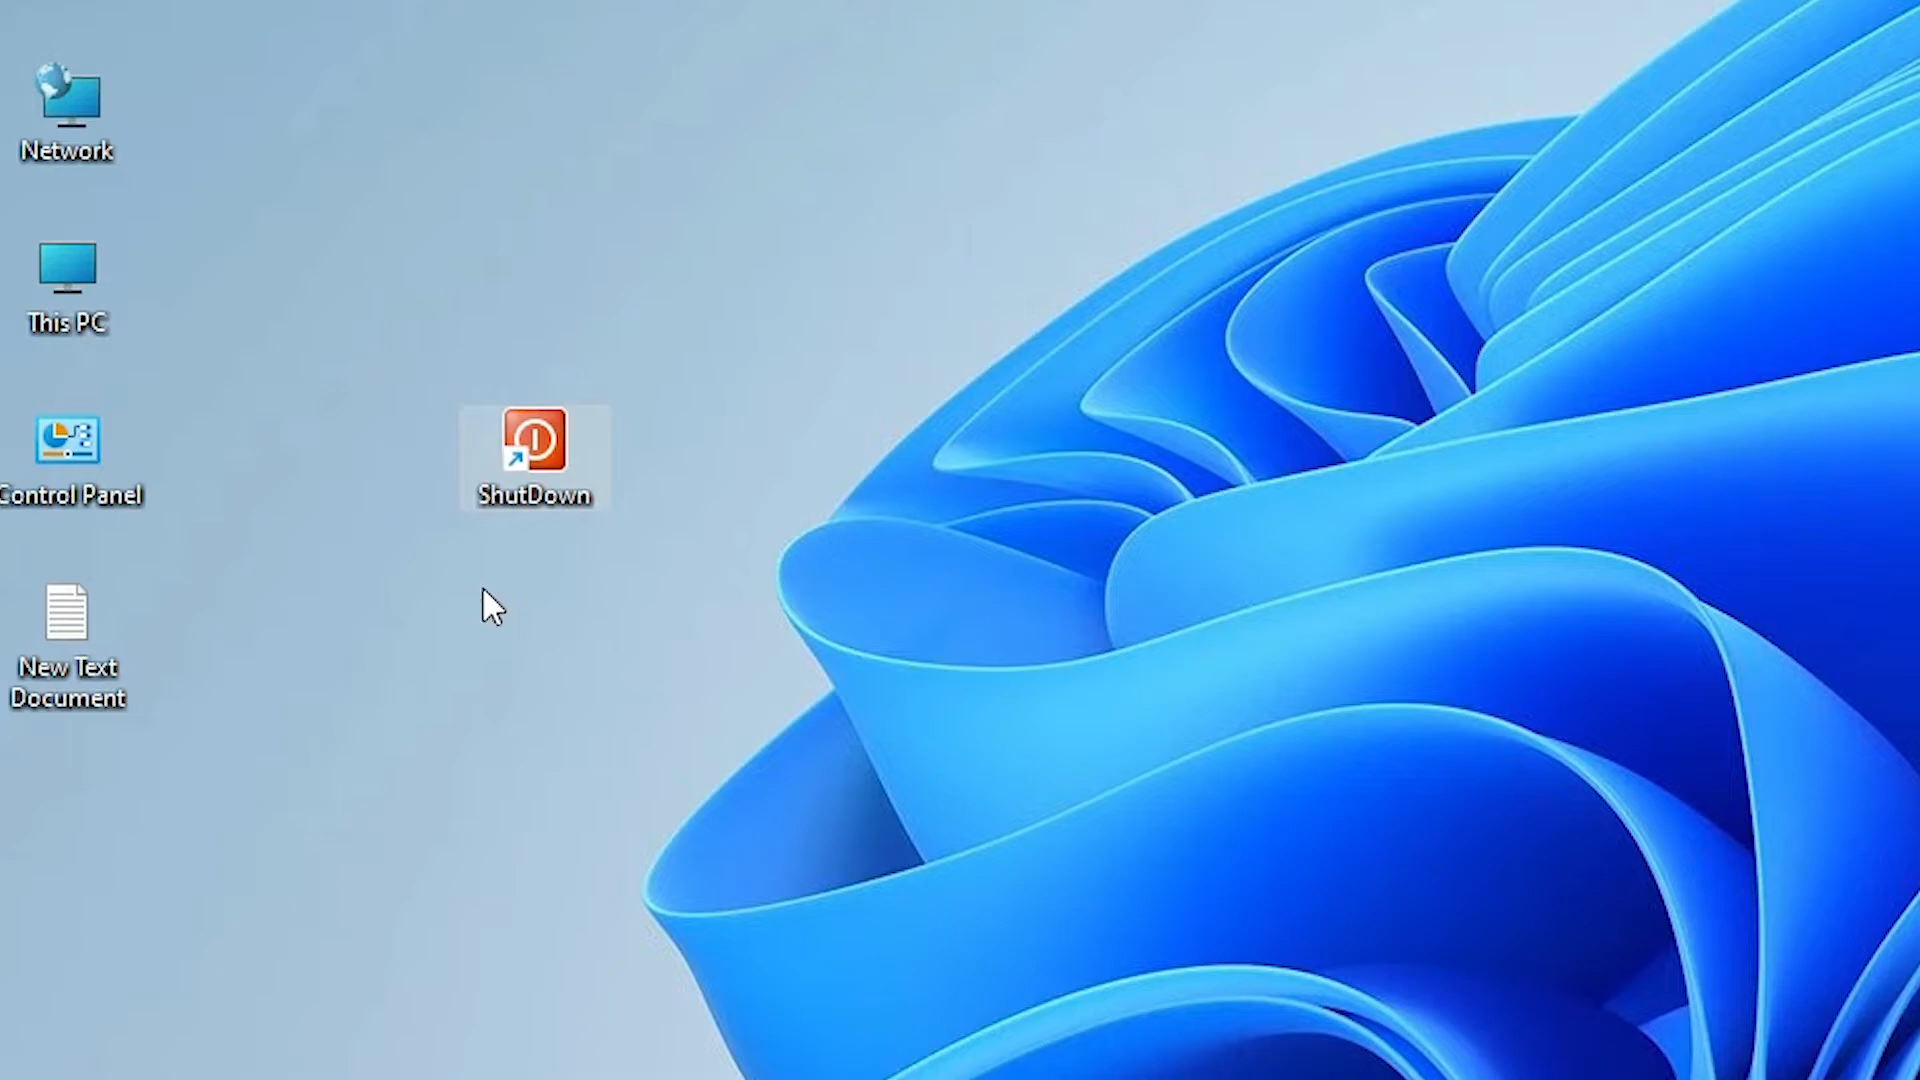 Network
This PC
Control Panel
ShutDown
New Text
Document